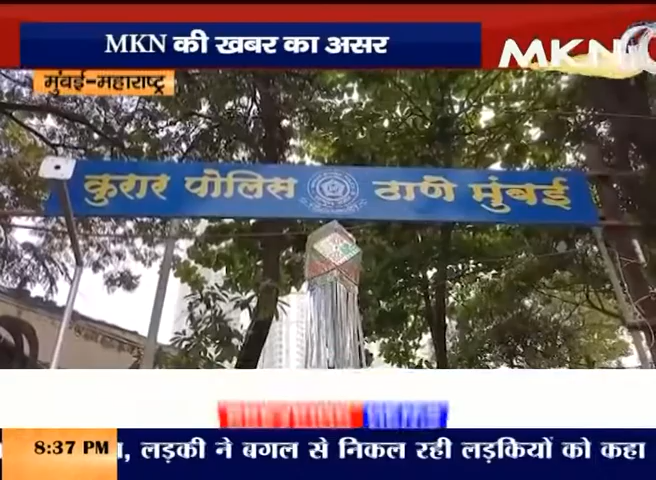 MKN की खबर का असर
MKN
मुंबई-महाराष्ट्र
कुरार पोलिस ठाणे मुंबई
8:37 PM
, लड़की ने बगल से निकल रही लड़कियों को कहा